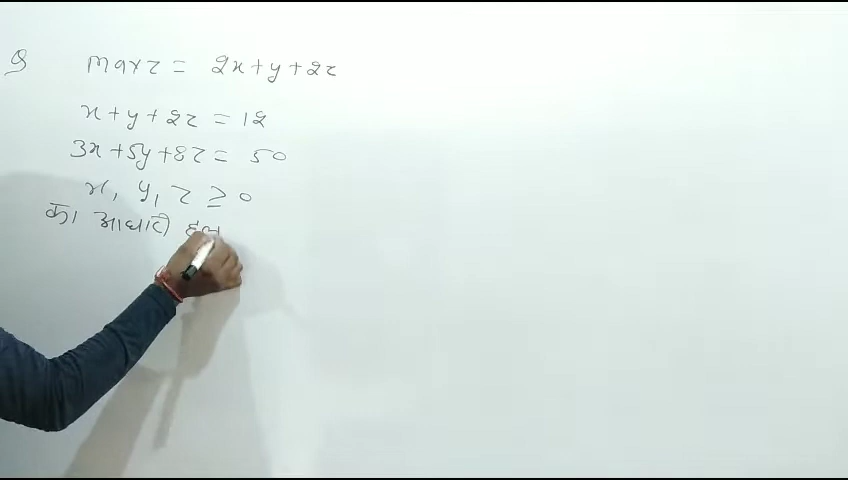 Q Max z = 2x + y + 2z
x + y + 2z = 12
3x + 5y + 8z = 50
x, y, z ≥ 0
का आधारी हल